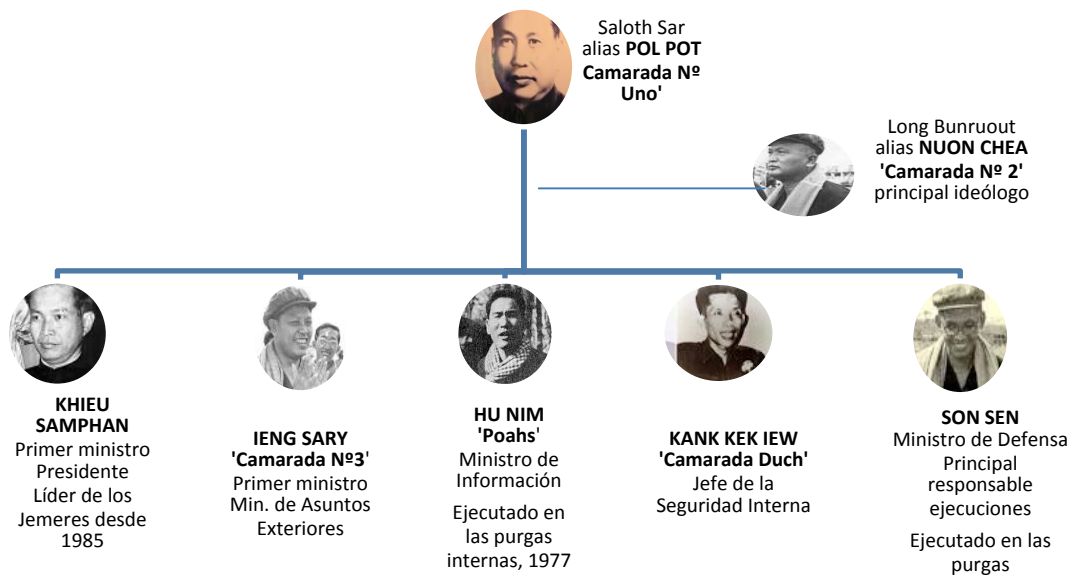 Saloth Sar
alias POL POT
Camarada Nº
Uno'
Long Bunruout
alias NUON CHEA
'Camarada Nº 2'
principal ideólogo
KHIEU
SAMPHAN
Primer ministro
Presidente
Líder de los
Jemeres desde
1985
IENG SARY
'Camarada Nº3'
Primer ministro
Min. de Asuntos
Exteriores
HU NIM
'Poahs'
Ministro de
Información
Ejecutado en
las purgas
internas, 1977
KANK KEK IEW
'Camarada Duch'
Jefe de la
Seguridad Interna
SON SEN
Ministro de Defensa
Principal
responsable
ejecuciones
Ejecutado en las
purgas